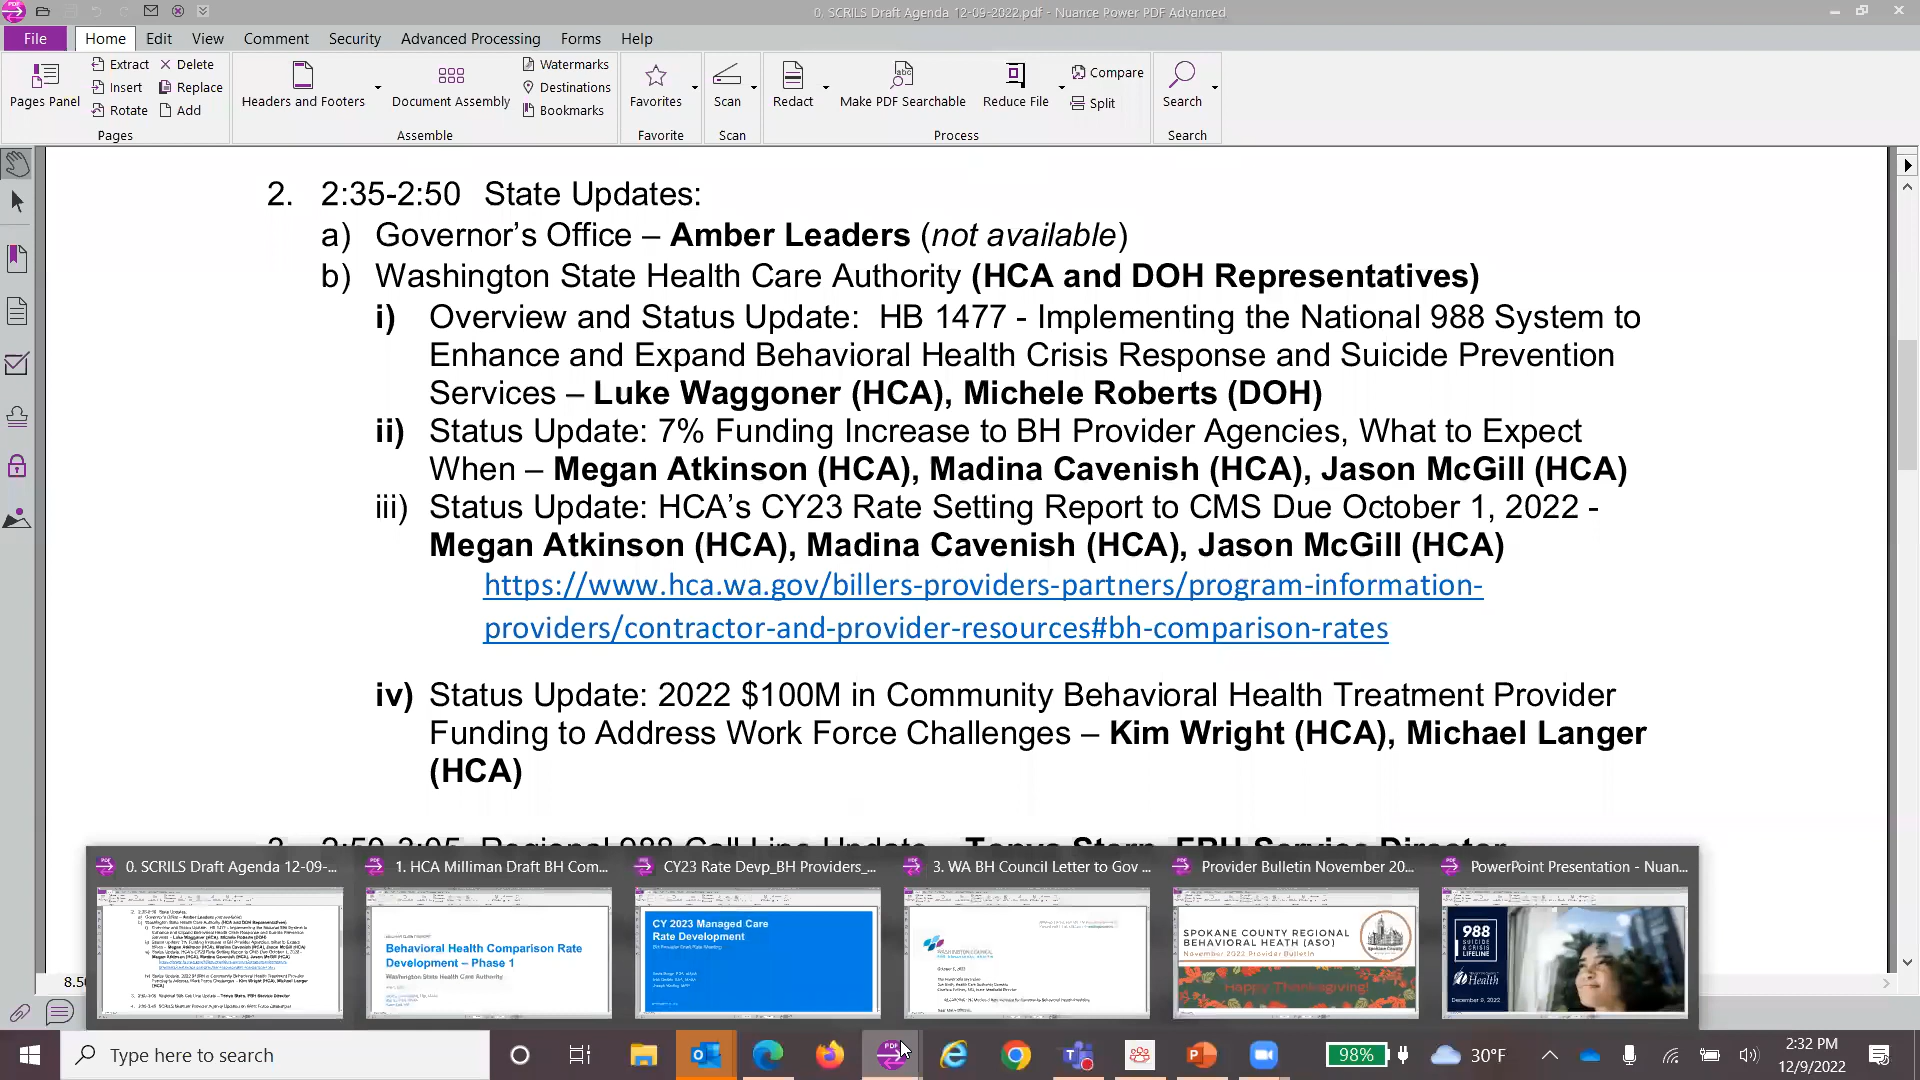 0. SCRILS Draft Agenda 12-09-2022.pdf - Nuance Power PDF Advanced
File Home Edit View Comment Security Advanced Processing Forms Help
Pages Panel
Extract Delete
Insert Replace
Rotate Add
Pages
Headers and Footers
Document Assembly
Watermarks
Destinations
Bookmarks
Assemble
Favorites
Favorite
Scan
Scan
Redact
Make PDF Searchable
Reduce File
Compare
Split
Process
Search
Search
2. 2:35-2:50 State Updates:
a) Governor’s Office – Amber Leaders (not available)
b) Washington State Health Care Authority (HCA and DOH Representatives)
i) Overview and Status Update: HB 1477 - Implementing the National 988 System to
Enhance and Expand Behavioral Health Crisis Response and Suicide Prevention
Services – Luke Waggoner (HCA), Michele Roberts (DOH)
ii) Status Update: 7% Funding Increase to BH Provider Agencies, What to Expect
When – Megan Atkinson (HCA), Madina Cavenish (HCA), Jason McGill (HCA)
iii) Status Update: HCA’s CY23 Rate Setting Report to CMS Due October 1, 2022 -
Megan Atkinson (HCA), Madina Cavenish (HCA), Jason McGill (HCA)
https://www.hca.wa.gov/billers-providers-partners/program-information-
providers/contractor-and-provider-resources#bh-comparison-rates
iv) Status Update: 2022 $100M in Community Behavioral Health Treatment Provider
Funding to Address Work Force Challenges – Kim Wright (HCA), Michael Langer
(HCA)
8.50
0. SCRILS Draft Agenda 12-09-...
1. HCA Milliman Draft BH Com...
CY23 Rate Devp_BH Providers_...
3. WA BH Council Letter to Gov ...
Provider Bulletin November 20...
PowerPoint Presentation - Nuan...
Behavioral Health Comparison Rate
Development – Phase 1
Washington State Health Care Authority
CY 2023 Managed Care
Rate Development
SPOKANE COUNTY REGIONAL
BEHAVIORAL HEATH (ASO)
November 2022 Provider Bulletin
Happy Thanksgiving!
988
SUICIDE
& CRISIS
LIFELINE
Health
December 9, 2022
Type here to search
98%
30°F
2:32 PM
12/9/2022